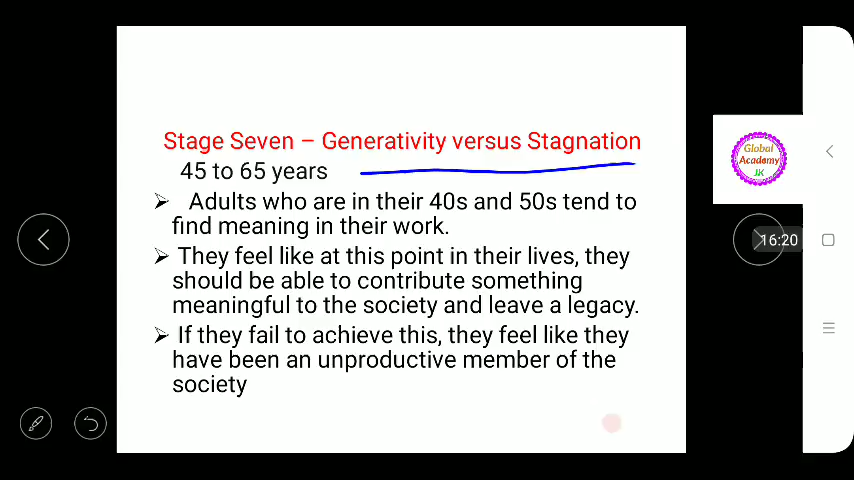 Stage Seven – Generativity versus Stagnation
45 to 65 years
➢ Adults who are in their 40s and 50s tend to
find meaning in their work.
➢ They feel like at this point in their lives, they
should be able to contribute something
meaningful to the society and leave a legacy.
➢ If they fail to achieve this, they feel like they
have been an unproductive member of the
society
Global
Academy
JK
16:20